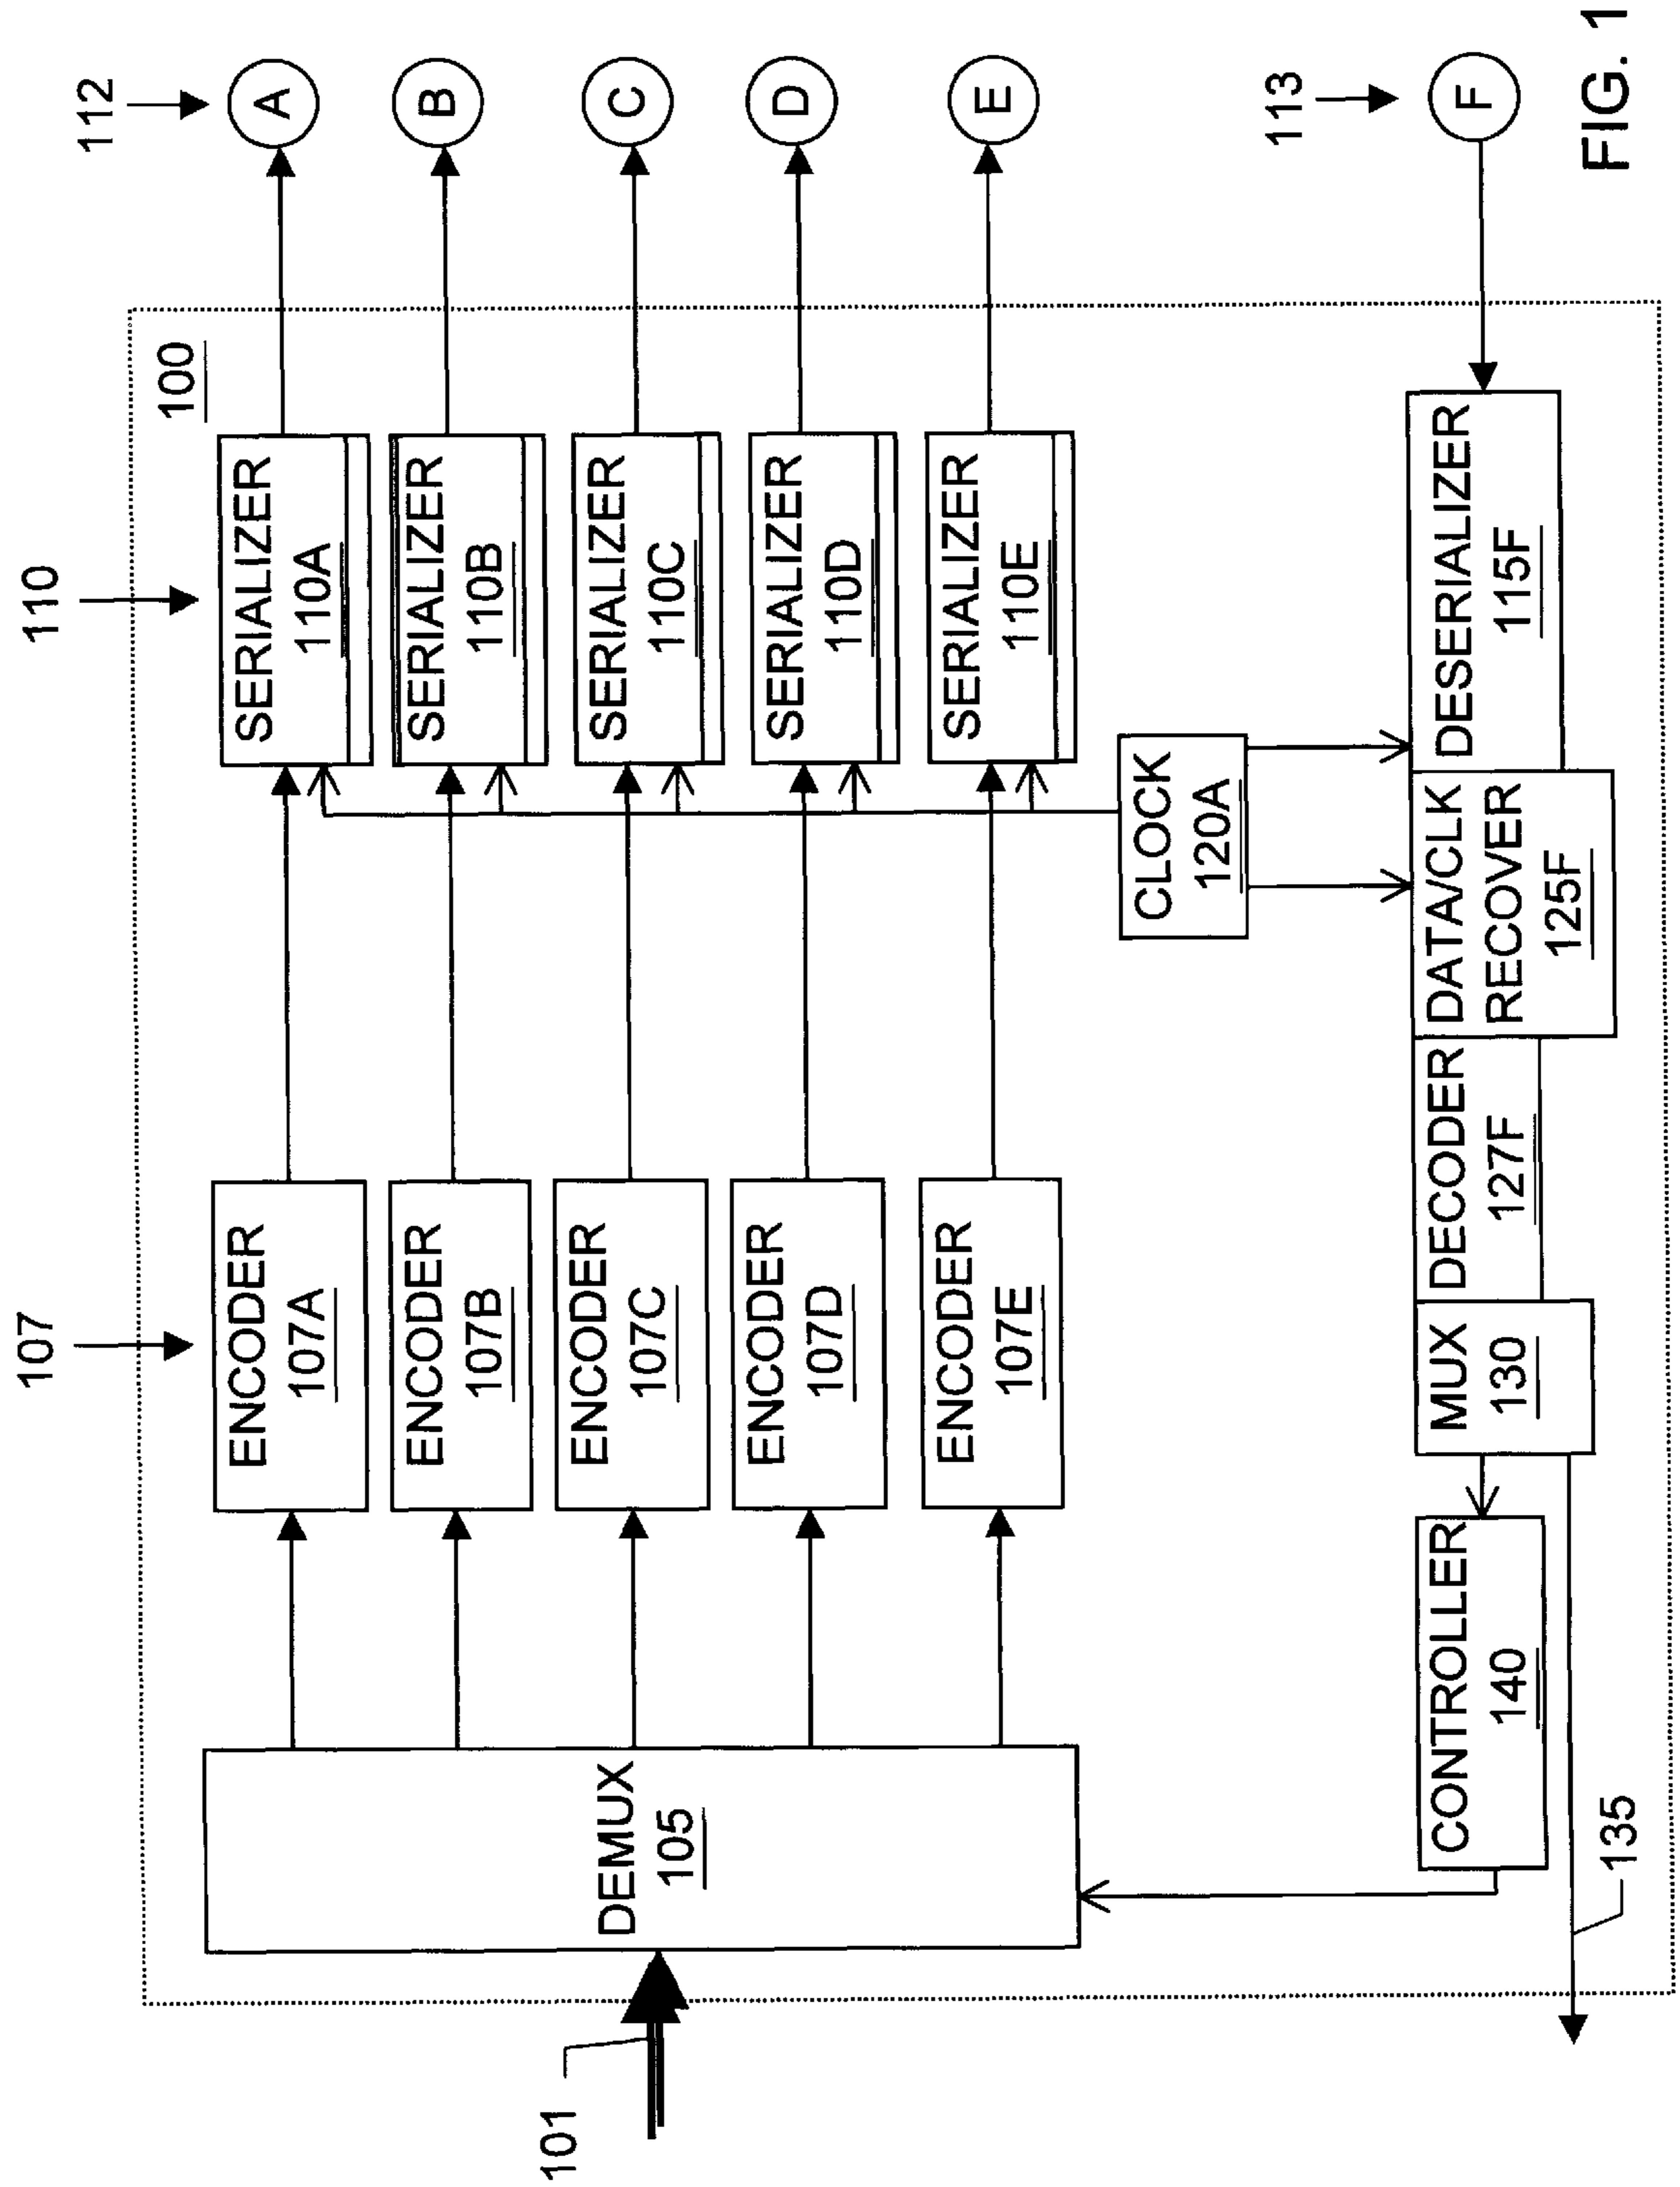 107
110
112
100
ENCODER
107A
SERIALIZER
110A
A
ENCODER
107B
SERIALIZER
110B
B
101
DEMUX
105
ENCODER
107C
SERIALIZER
110C
C
ENCODER
107D
SERIALIZER
110D
D
ENCODER
107E
SERIALIZER
110E
E
CLOCK
120A
113
CONTROLLER
140
MUX
130
DECODER
127F
DATA/CLK
RECOVER
125F
DESERIALIZER
115F
F
135
FIG. 1